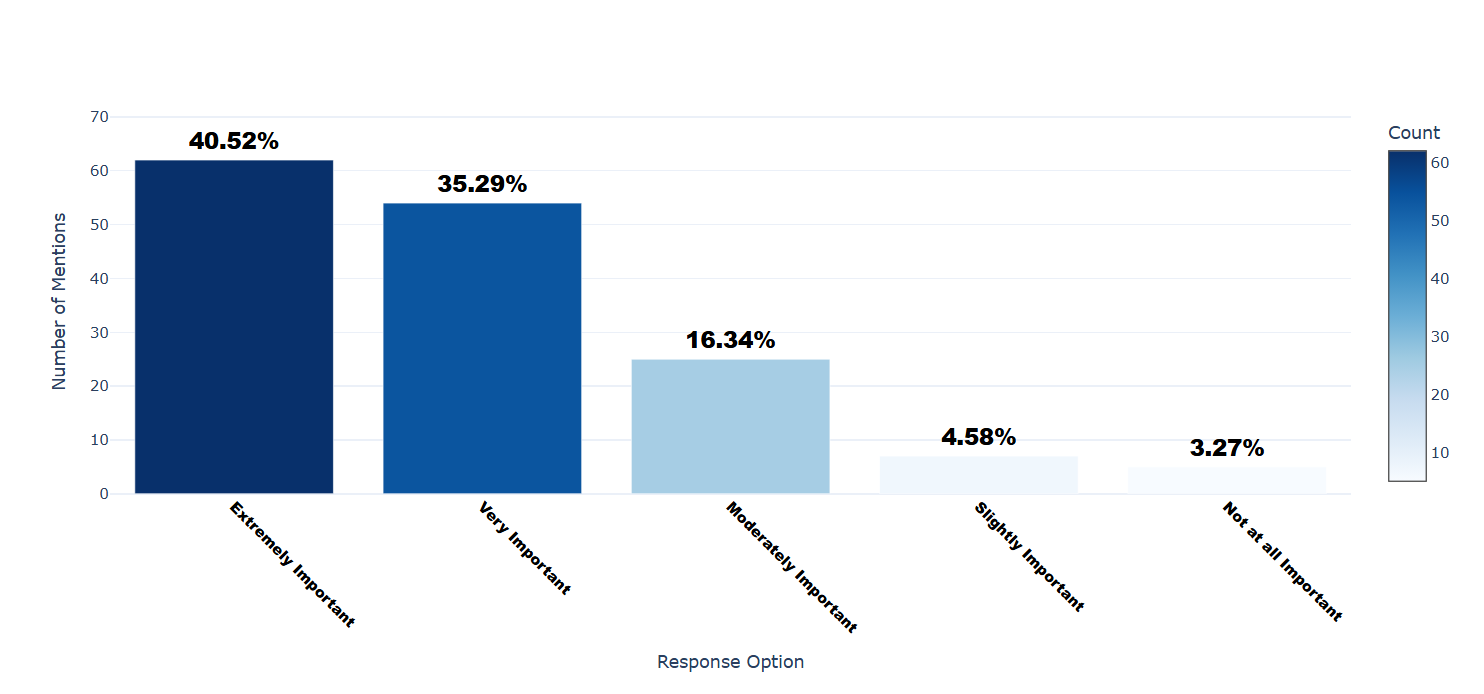 70
60
50
40
30
20
10
0
Number of Mentions
40.52%
35.29%
16.34%
4.58%
3.27%
Extremely Important
Very Important
Moderately Important
Slightly Important
Not at all Important
Response Option
Count
60
50
40
30
20
10